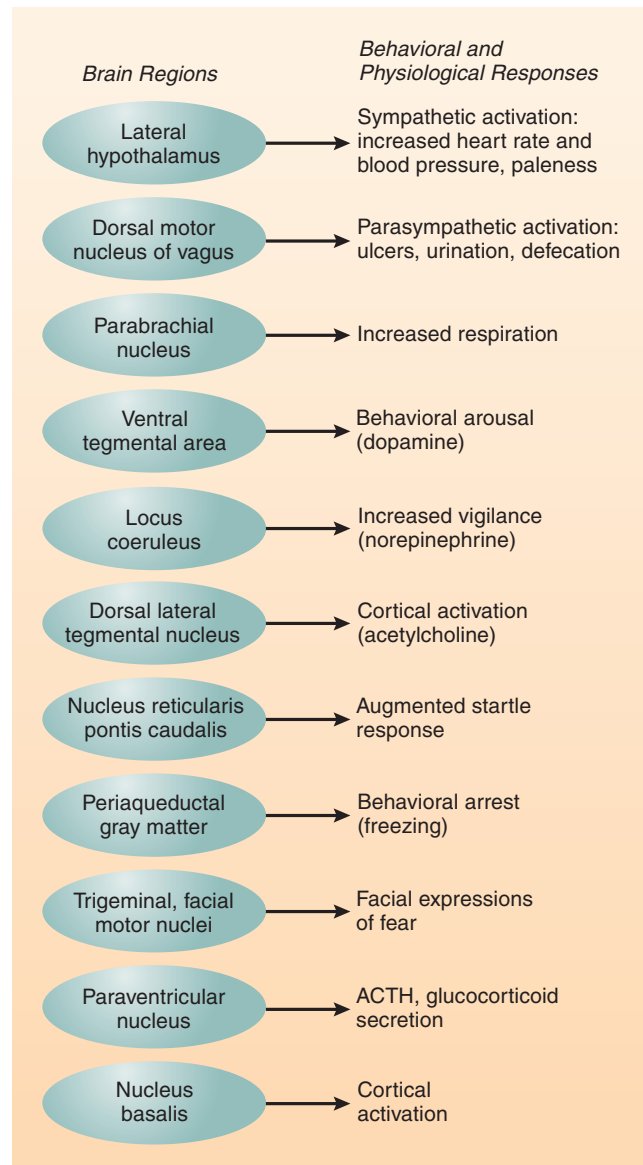 Brain Regions
Behavioral and
Physiological Responses
Lateral
hypothalamus
Sympathetic activation:
increased heart rate and
blood pressure, paleness
Dorsal motor
nucleus of vagus
Parasympathetic activation:
ulcers, urination, defecation
Parabrachial
nucleus
Increased respiration
Ventral
tegmental area
Behavioral arousal
(dopamine)
Locus
coeruleus
Increased vigilance
(norepinephrine)
Dorsal lateral
tegmental nucleus
Cortical activation
(acetylcholine)
Nucleus reticularis
pontis caudalis
Augmented startle
response
Periaqueductal
gray matter
Behavioral arrest
(freezing)
Trigeminal, facial
motor nuclei
Facial expressions
of fear
Paraventricular
nucleus
ACTH, glucocorticoid
secretion
Nucleus
basalis
Cortical
activation